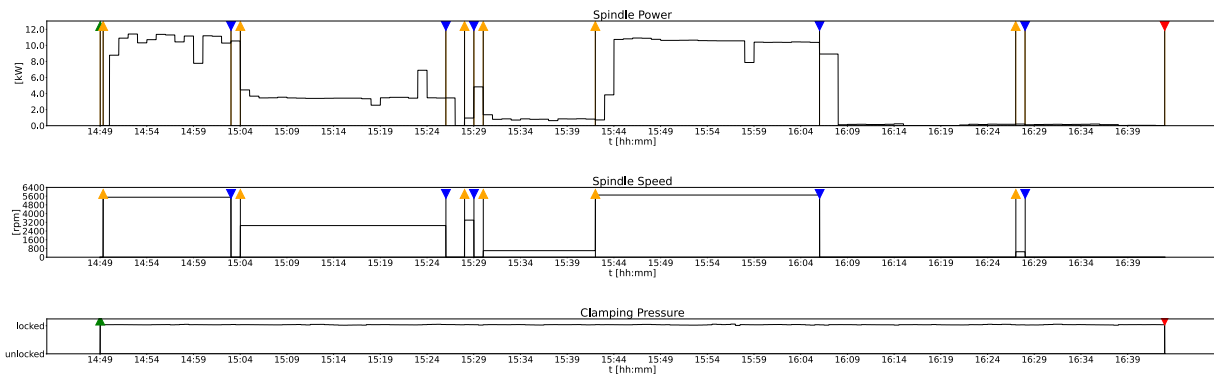 Spindle Power
12.0
10.0
8.0
6.0
4.0
2.0
0.0
[kW]
14:49 14:54 14:59 15:04 15:09 15:14 15:19 15:24 15:29 15:34 15:39 15:44 15:49 15:54 15:59 16:04 16:09 16:14 16:19 16:24 16:29 16:34 16:39
t [hh:mm]
Spindle Speed
6400
5600
4800
4000
3200
2400
1600
800
0
[rpm]
14:49 14:54 14:59 15:04 15:09 15:14 15:19 15:24 15:29 15:34 15:39 15:44 15:49 15:54 15:59 16:04 16:09 16:14 16:19 16:24 16:29 16:34 16:39
t [hh:mm]
Clamping Pressure
locked
unlocked
14:49 14:54 14:59 15:04 15:09 15:14 15:19 15:24 15:29 15:34 15:39 15:44 15:49 15:54 15:59 16:04 16:09 16:14 16:19 16:24 16:29 16:34 16:39
t [hh:mm]